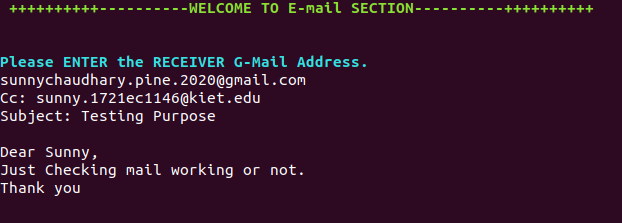 ++++++++++----------WELCOME TO E-mail SECTION----------++++++++++
Please ENTER the RECEIVER G-Mail Address.
sunnychaudhary.pine.2020@gmail.com
Cc: sunny.1721ec1146@kiet.edu
Subject: Testing Purpose
Dear Sunny,
Just Checking mail working or not.
Thank you